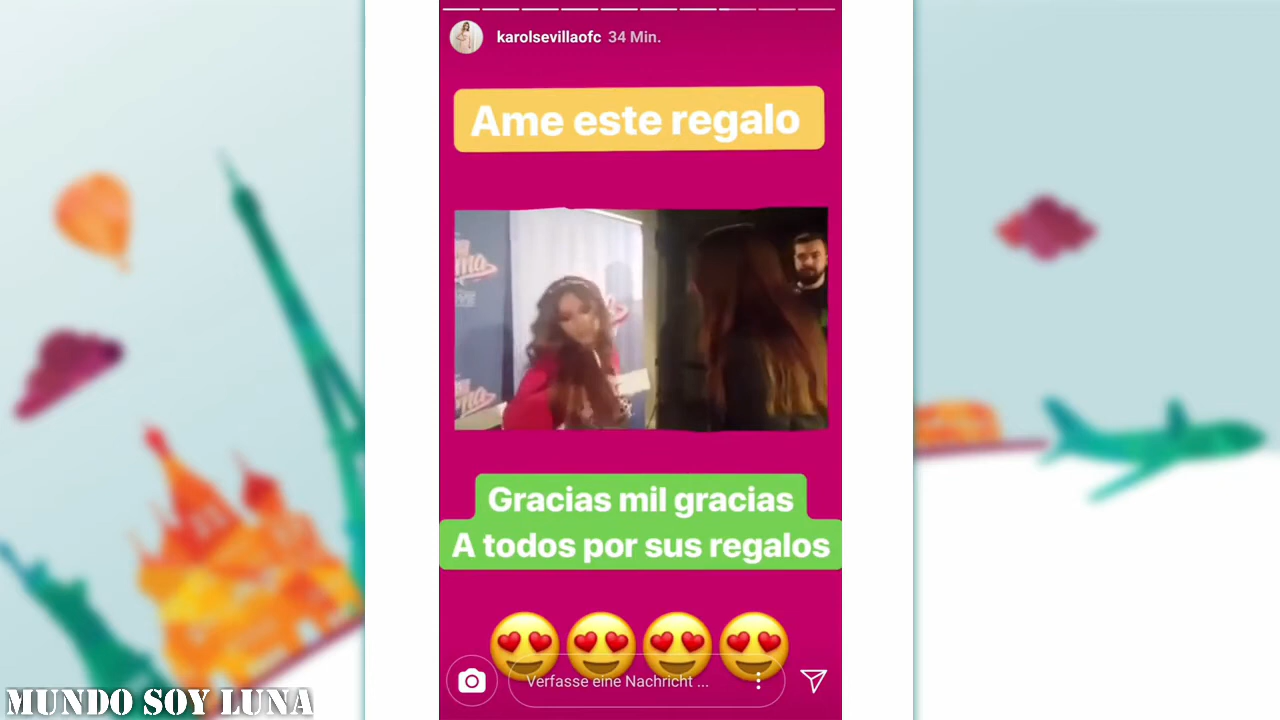 karolsevillaofc 34 Min.
Ame este regalo
Gracias mil gracias
A todos por sus regalos
Verfasse eine Nachricht ...
MUNDO SOY LUNA